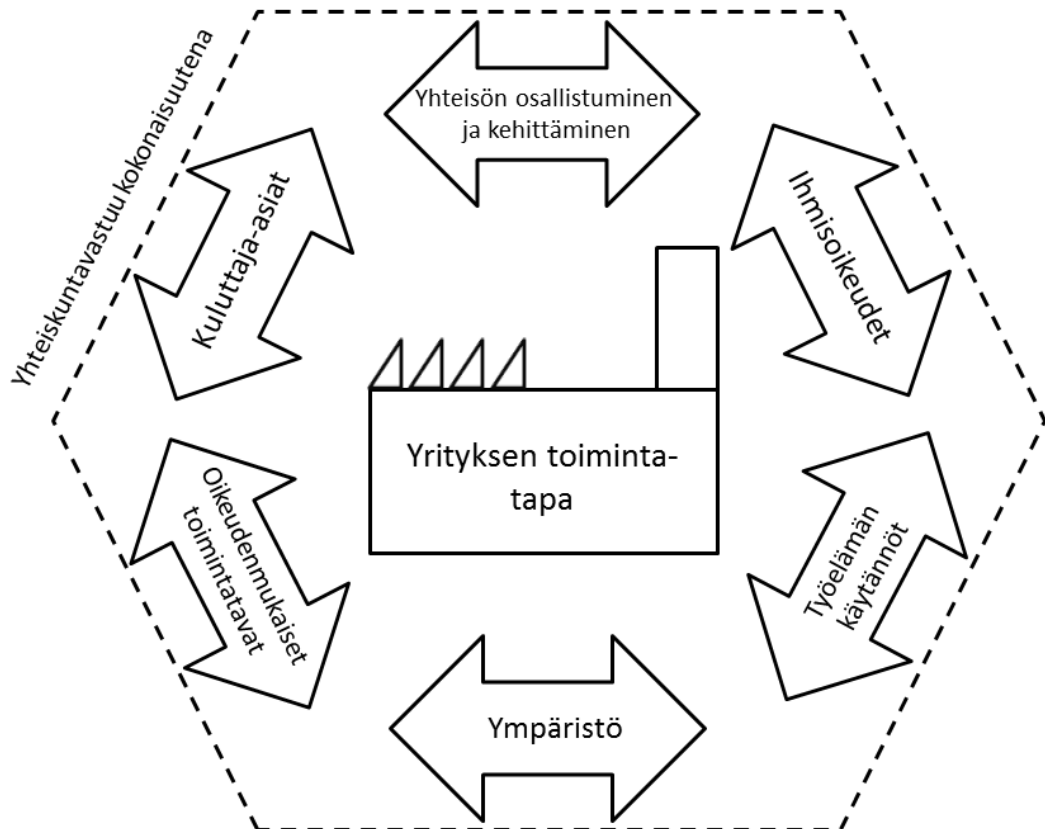 Yhteiskuntavastuu kokonaisuutena
Yhteisön osallistuminen
ja kehittäminen
Kuluttaja-asiat
Ihmisoikeudet
Yrityksen toiminta-
tapa
Oikeudenmukaiset
toimintatavat
Työelämän
käytännöt
Ympäristö